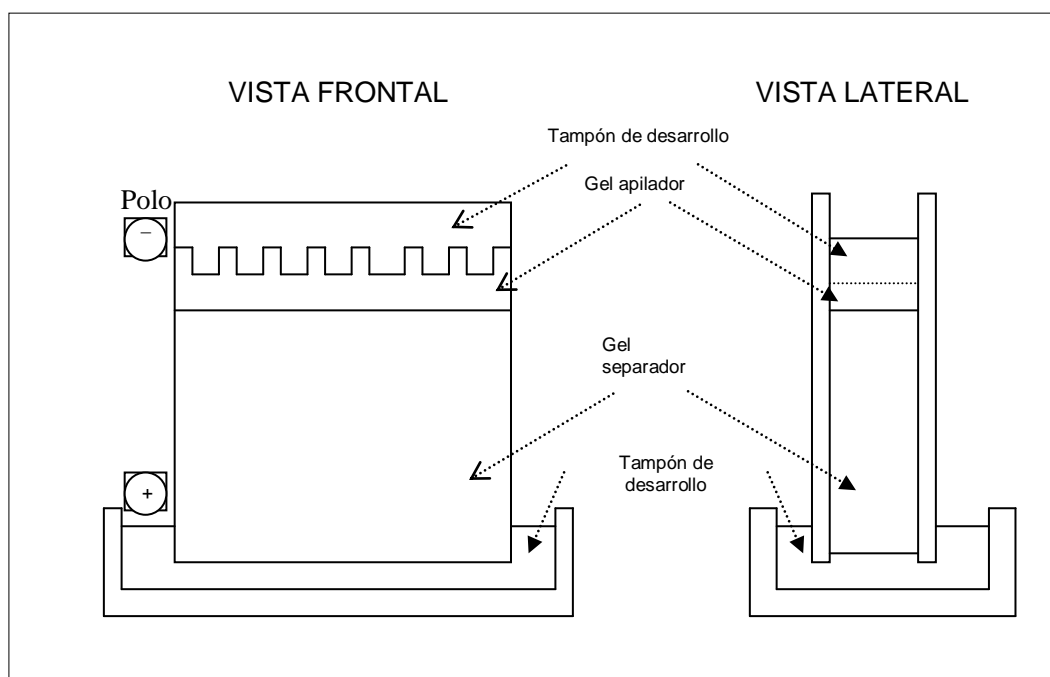 VISTA FRONTAL
VISTA LATERAL
Tampón de desarrollo
Gel apilador
Polo
−
Gel
separador
+
Tampón de
desarrollo